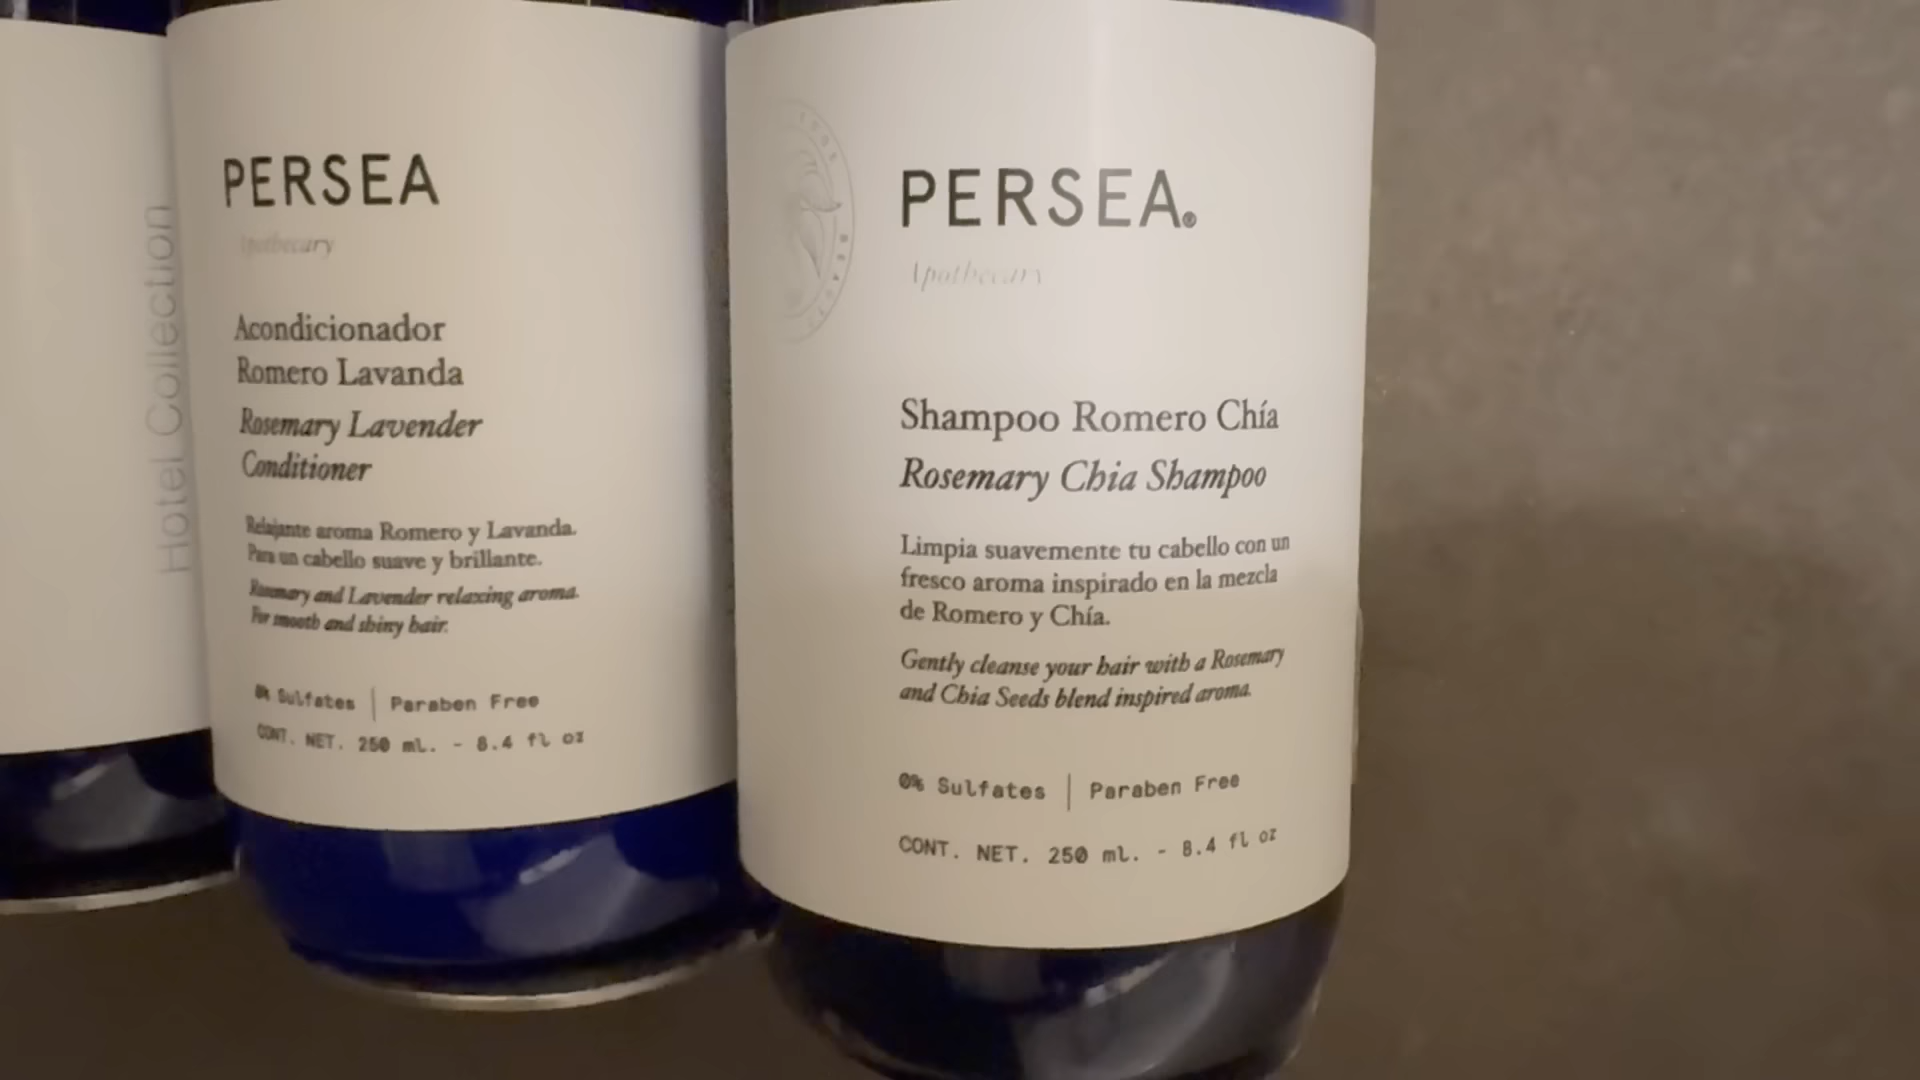 Hotel Collection
PERSEA
Apothecary
Acondicionador
Romero Lavanda
Rosemary Lavender
Conditioner
Relajante aroma Romero y Lavanda.
Para un cabello suave y brillante.
Rosemary and Lavender relaxing aroma.
For smooth and shiny hair.
0% Sulfates | Paraben Free
CONT. NET. 250 ml. - 8.4 fl oz
PERSEA®
Apothecary
Shampoo Romero Chía
Rosemary Chia Shampoo
Limpia suavemente tu cabello con un
fresco aroma inspirado en la mezcla
de Romero y Chía.
Gently cleanse your hair with a Rosemary
and Chia Seeds blend inspired aroma.
0% Sulfates | Paraben Free
CONT. NET. 250 ml. - 8.4 fl oz